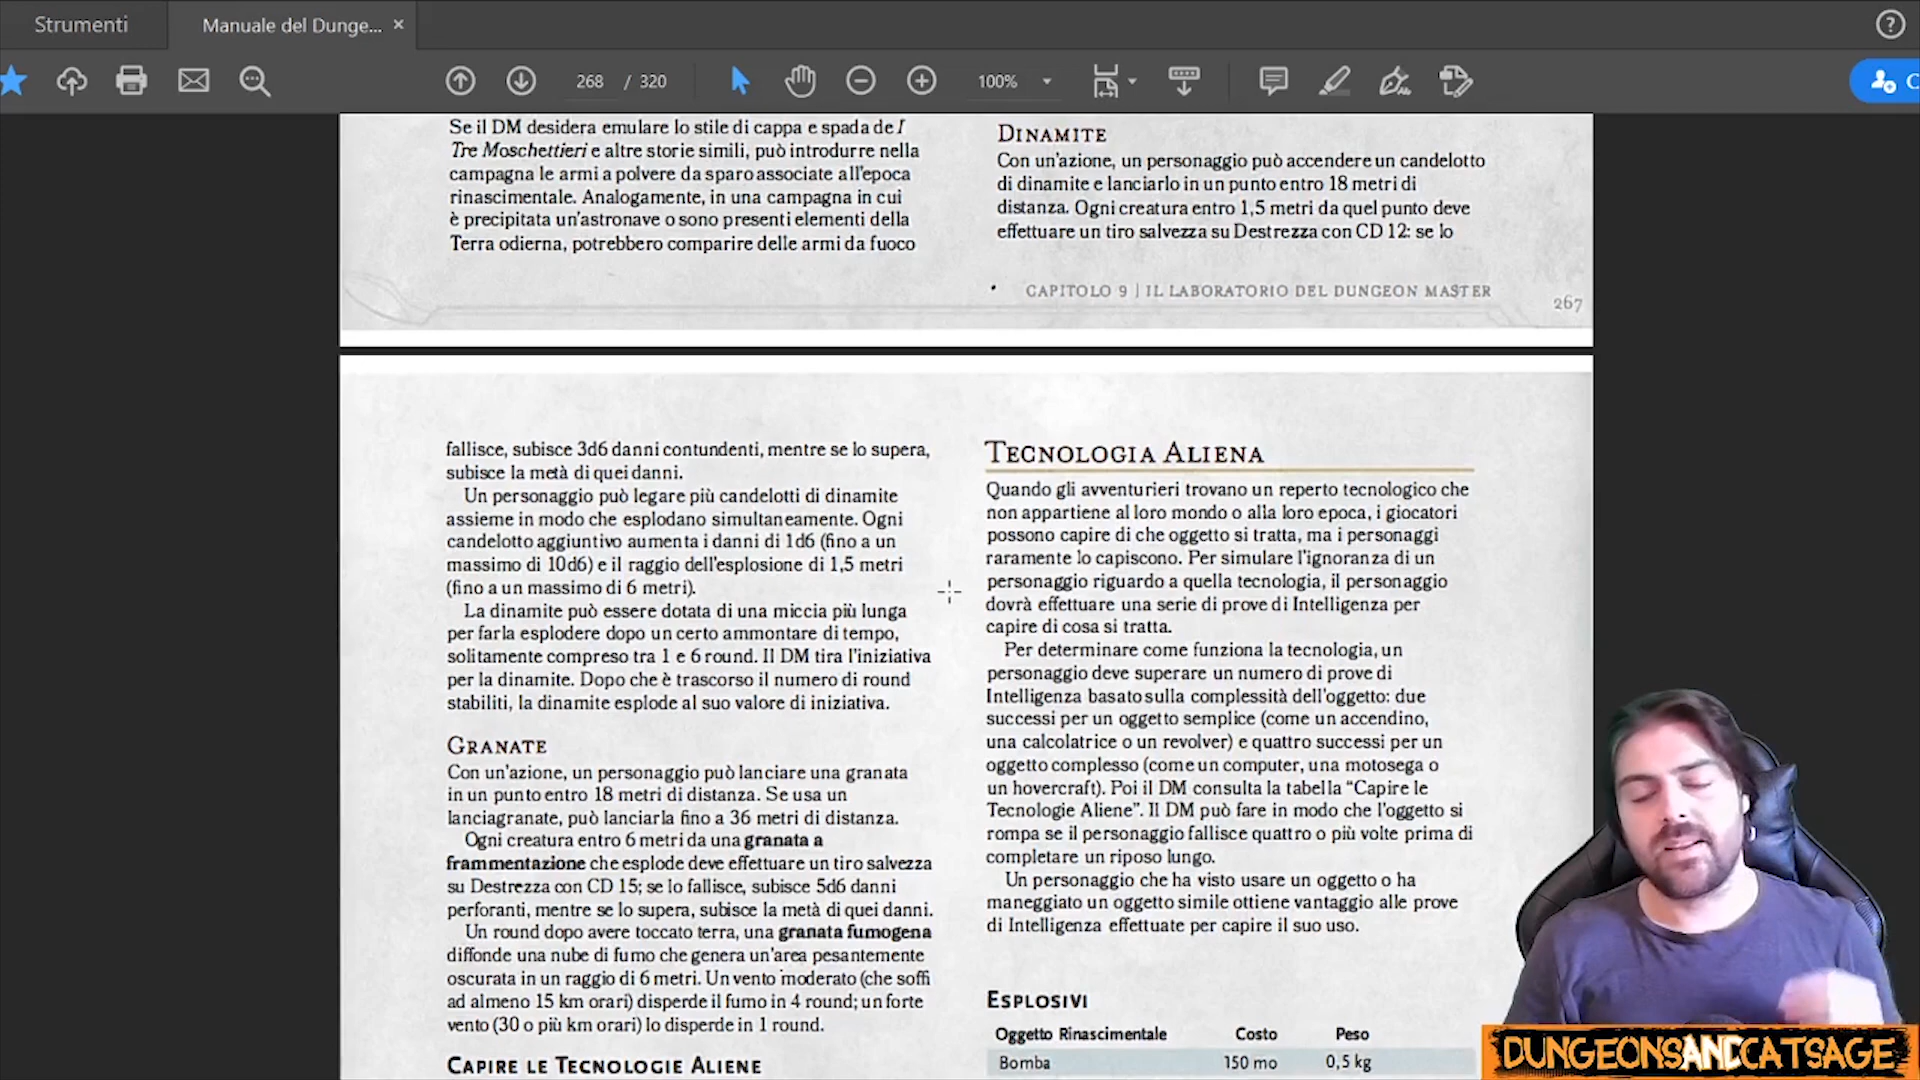 Strumenti
Manuale del Dunge...
268 / 320
100%
Se il DM desidera emulare lo stile di cappa e spada de I
Tre Moschettieri e altre storie simili, può introdurre nella
campagna le armi a polvere da sparo associate all'epoca
rinascimentale. Analogamente, in una campagna in cui
è precipitata un'astronave o sono presenti elementi della
Terra odierna, potrebbero comparire delle armi da fuoco
DINAMITE
Con un'azione, un personaggio può accendere un candelotto
di dinamite e lanciarlo in un punto entro 18 metri di
distanza. Ogni creatura entro 1,5 metri da quel punto deve
effettuare un tiro salvezza su Destrezza con CD 12: se lo
CAPITOLO 9 | IL LABORATORIO DEL DUNGEON MASTER
267
fallisce, subisce 3d6 danni contundenti, mentre se lo supera,
subisce la metà di quei danni.
Un personaggio può legare più candelotti di dinamite
assieme in modo che esplodano simultaneamente. Ogni
candelotto aggiuntivo aumenta i danni di 1d6 (fino a un
massimo di 10d6) e il raggio dell'esplosione di 1,5 metri
(fino a un massimo di 6 metri).
La dinamite può essere dotata di una miccia più lunga
per farla esplodere dopo un certo ammontare di tempo,
solitamente compreso tra 1 e 6 round. Il DM tira l'iniziativa
per la dinamite. Dopo che è trascorso il numero di round
stabiliti, la dinamite esplode al suo valore di iniziativa.
GRANATE
Con un'azione, un personaggio può lanciare una granata
in un punto entro 18 metri di distanza. Se usa un
lanciagranate, può lanciarla fino a 36 metri di distanza.
Ogni creatura entro 6 metri da una granata a
frammentazione che esplode deve effettuare un tiro salvezza
su Destrezza con CD 15; se lo fallisce, subisce 5d6 danni
perforanti, mentre se lo supera, subisce la metà di quei danni.
Un round dopo avere toccato terra, una granata fumogena
diffonde una nube di fumo che genera un'area pesantemente
oscurata in un raggio di 6 metri. Un vento moderato (che soffi
ad almeno 15 km orari) disperde il fumo in 4 round; un forte
vento (30 o più km orari) lo disperde in 1 round.
CAPIRE LE TECNOLOGIE ALIENE
TECNOLOGIA ALIENA
Quando gli avventurieri trovano un reperto tecnologico che
non appartiene al loro mondo o alla loro epoca, i giocatori
possono capire di che oggetto si tratta, ma i personaggi
raramente lo capiscono. Per simulare l'ignoranza di un
personaggio riguardo a quella tecnologia, il personaggio
dovrà effettuare una serie di prove di Intelligenza per
capire di cosa si tratta.
Per determinare come funziona la tecnologia, un
personaggio deve superare un numero di prove di
Intelligenza basato sulla complessità dell'oggetto: due
successi per un oggetto semplice (come un accendino,
una calcolatrice o un revolver) e quattro successi per un
oggetto complesso (come un computer, una motosega o
un hovercraft). Poi il DM consulta la tabella “Capire le
Tecnologie Aliene”. Il DM può fare in modo che l'oggetto si
rompa se il personaggio fallisce quattro o più volte prima di
completare un riposo lungo.
Un personaggio che ha visto usare un oggetto o ha
maneggiato un oggetto simile ottiene vantaggio alle prove
di Intelligenza effettuate per capire il suo uso.
ESPLOSIVI
Oggetto Rinascimentale Costo Peso
Bomba 150 mo 0,5 kg
DUNGEONSANDCATSAGE